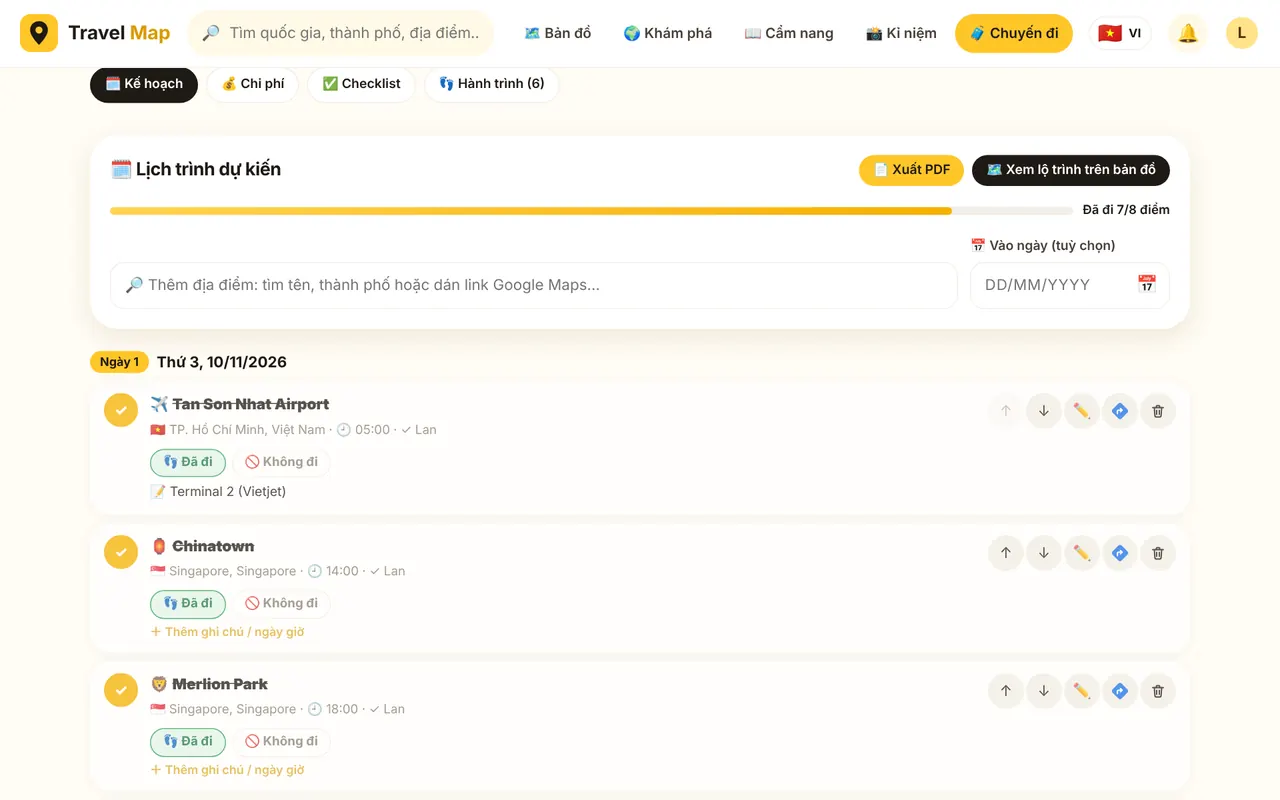 Travel Map
🔎 Tìm quốc gia, thành phố, địa điểm..
🗺️ Bản đồ
🌍 Khám phá
📖 Cẩm nang
📸 Kỉ niệm
🧳 Chuyến đi
🇻🇳 VI
🔔
L
🗓️ Kế hoạch
💰 Chi phí
✅ Checklist
👣 Hành trình (6)
🗓️ Lịch trình dự kiến
📄 Xuất PDF
🗺️ Xem lộ trình trên bản đồ
Đã đi 7/8 điểm
📅 Vào ngày (tuỳ chọn)
🔎 Thêm địa điểm: tìm tên, thành phố hoặc dán link Google Maps...
DD/MM/YYYY 📅
Ngày 1 Thứ 3, 10/11/2026
✈️ Tan Son Nhat Airport
🇻🇳 TP. Hồ Chí Minh, Việt Nam · 🕘 05:00 · ✓ Lan
👣 Đã đi 🚫 Không đi
📝 Terminal 2 (Vietjet)
🏮 Chinatown
🇸🇬 Singapore, Singapore · 🕘 14:00 · ✓ Lan
👣 Đã đi 🚫 Không đi
+ Thêm ghi chú / ngày giờ
🦁 Merlion Park
🇸🇬 Singapore, Singapore · 🕘 18:00 · ✓ Lan
👣 Đã đi 🚫 Không đi
+ Thêm ghi chú / ngày giờ